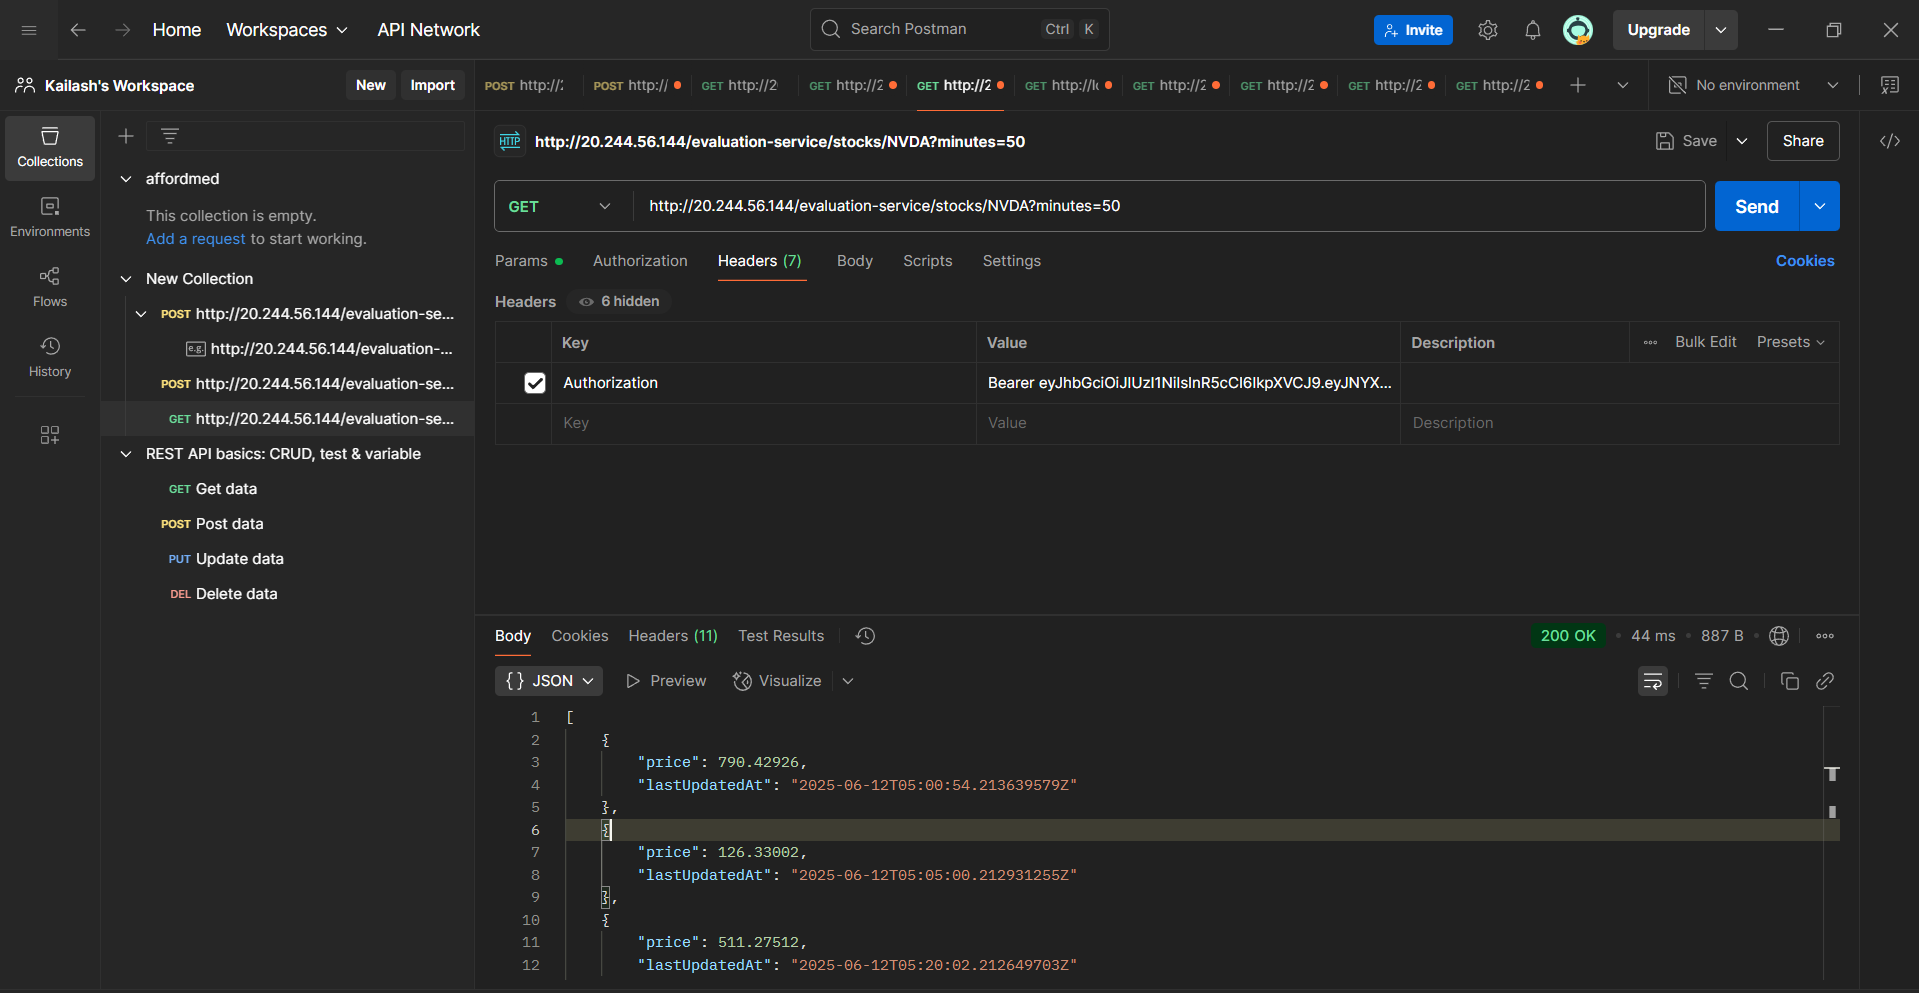 Home Workspaces API Network Search Postman Ctrl K Invite Upgrade
Kailash's Workspace New Import
POST http://2 POST http:// GET http://2 GET http://2 GET http://2 GET http://l GET http://2 GET http://2 GET http://2 GET http://2 No environment
Collections
Environments
Flows
History
affordmed
This collection is empty.
Add a request to start working.
New Collection
POST http://20.244.56.144/evaluation-se...
e.g. http://20.244.56.144/evaluation-...
POST http://20.244.56.144/evaluation-se...
GET http://20.244.56.144/evaluation-se...
REST API basics: CRUD, test & variable
GET Get data
POST Post data
PUT Update data
DEL Delete data
HTTP http://20.244.56.144/evaluation-service/stocks/NVDA?minutes=50 Save Share
GET http://20.244.56.144/evaluation-service/stocks/NVDA?minutes=50 Send
Params Authorization Headers (7) Body Scripts Settings Cookies
Headers 6 hidden
Key Value Description Bulk Edit Presets
Authorization Bearer eyJhbGciOiJIUzI1NiIsInR5cCI6IkpXVCJ9.eyJNYX...
Key Value Description
Body Cookies Headers (11) Test Results 200 OK 44 ms 887 B
{} JSON Preview Visualize
1 [
2 {
3 "price": 790.42926,
4 "lastUpdatedAt": "2025-06-12T05:00:54.213639579Z"
5 },
6 {
7 "price": 126.33002,
8 "lastUpdatedAt": "2025-06-12T05:05:00.212931255Z"
9 },
10 {
11 "price": 511.27512,
12 "lastUpdatedAt": "2025-06-12T05:20:02.212649703Z"